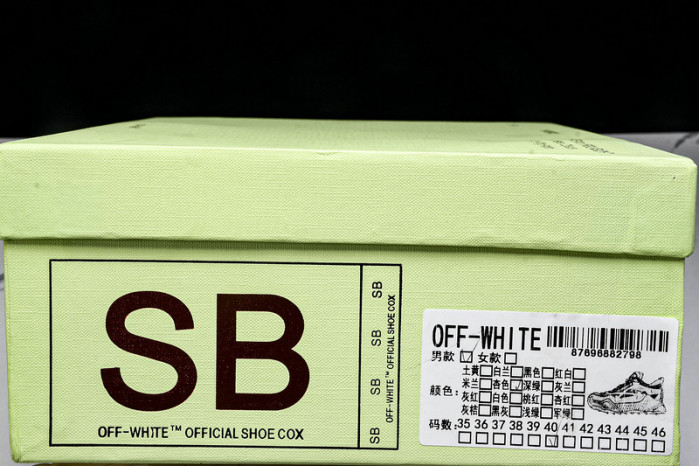 SB
OFF-WHITE™ OFFICIAL SHOE COX
SB SB SB SB
OFF-WHITE™ OFFICIAL SHOE COX
OFF-WHITE
87696882798
男款 女款
土黄 白兰 黑色 红白
颜色:
米兰 杏色 深绿 灰兰
灰红 白色 桃红 杏红
灰桔 黑灰 浅绿 军绿
码数: 35 36 37 38 39 40 41 42 43 44 45 46